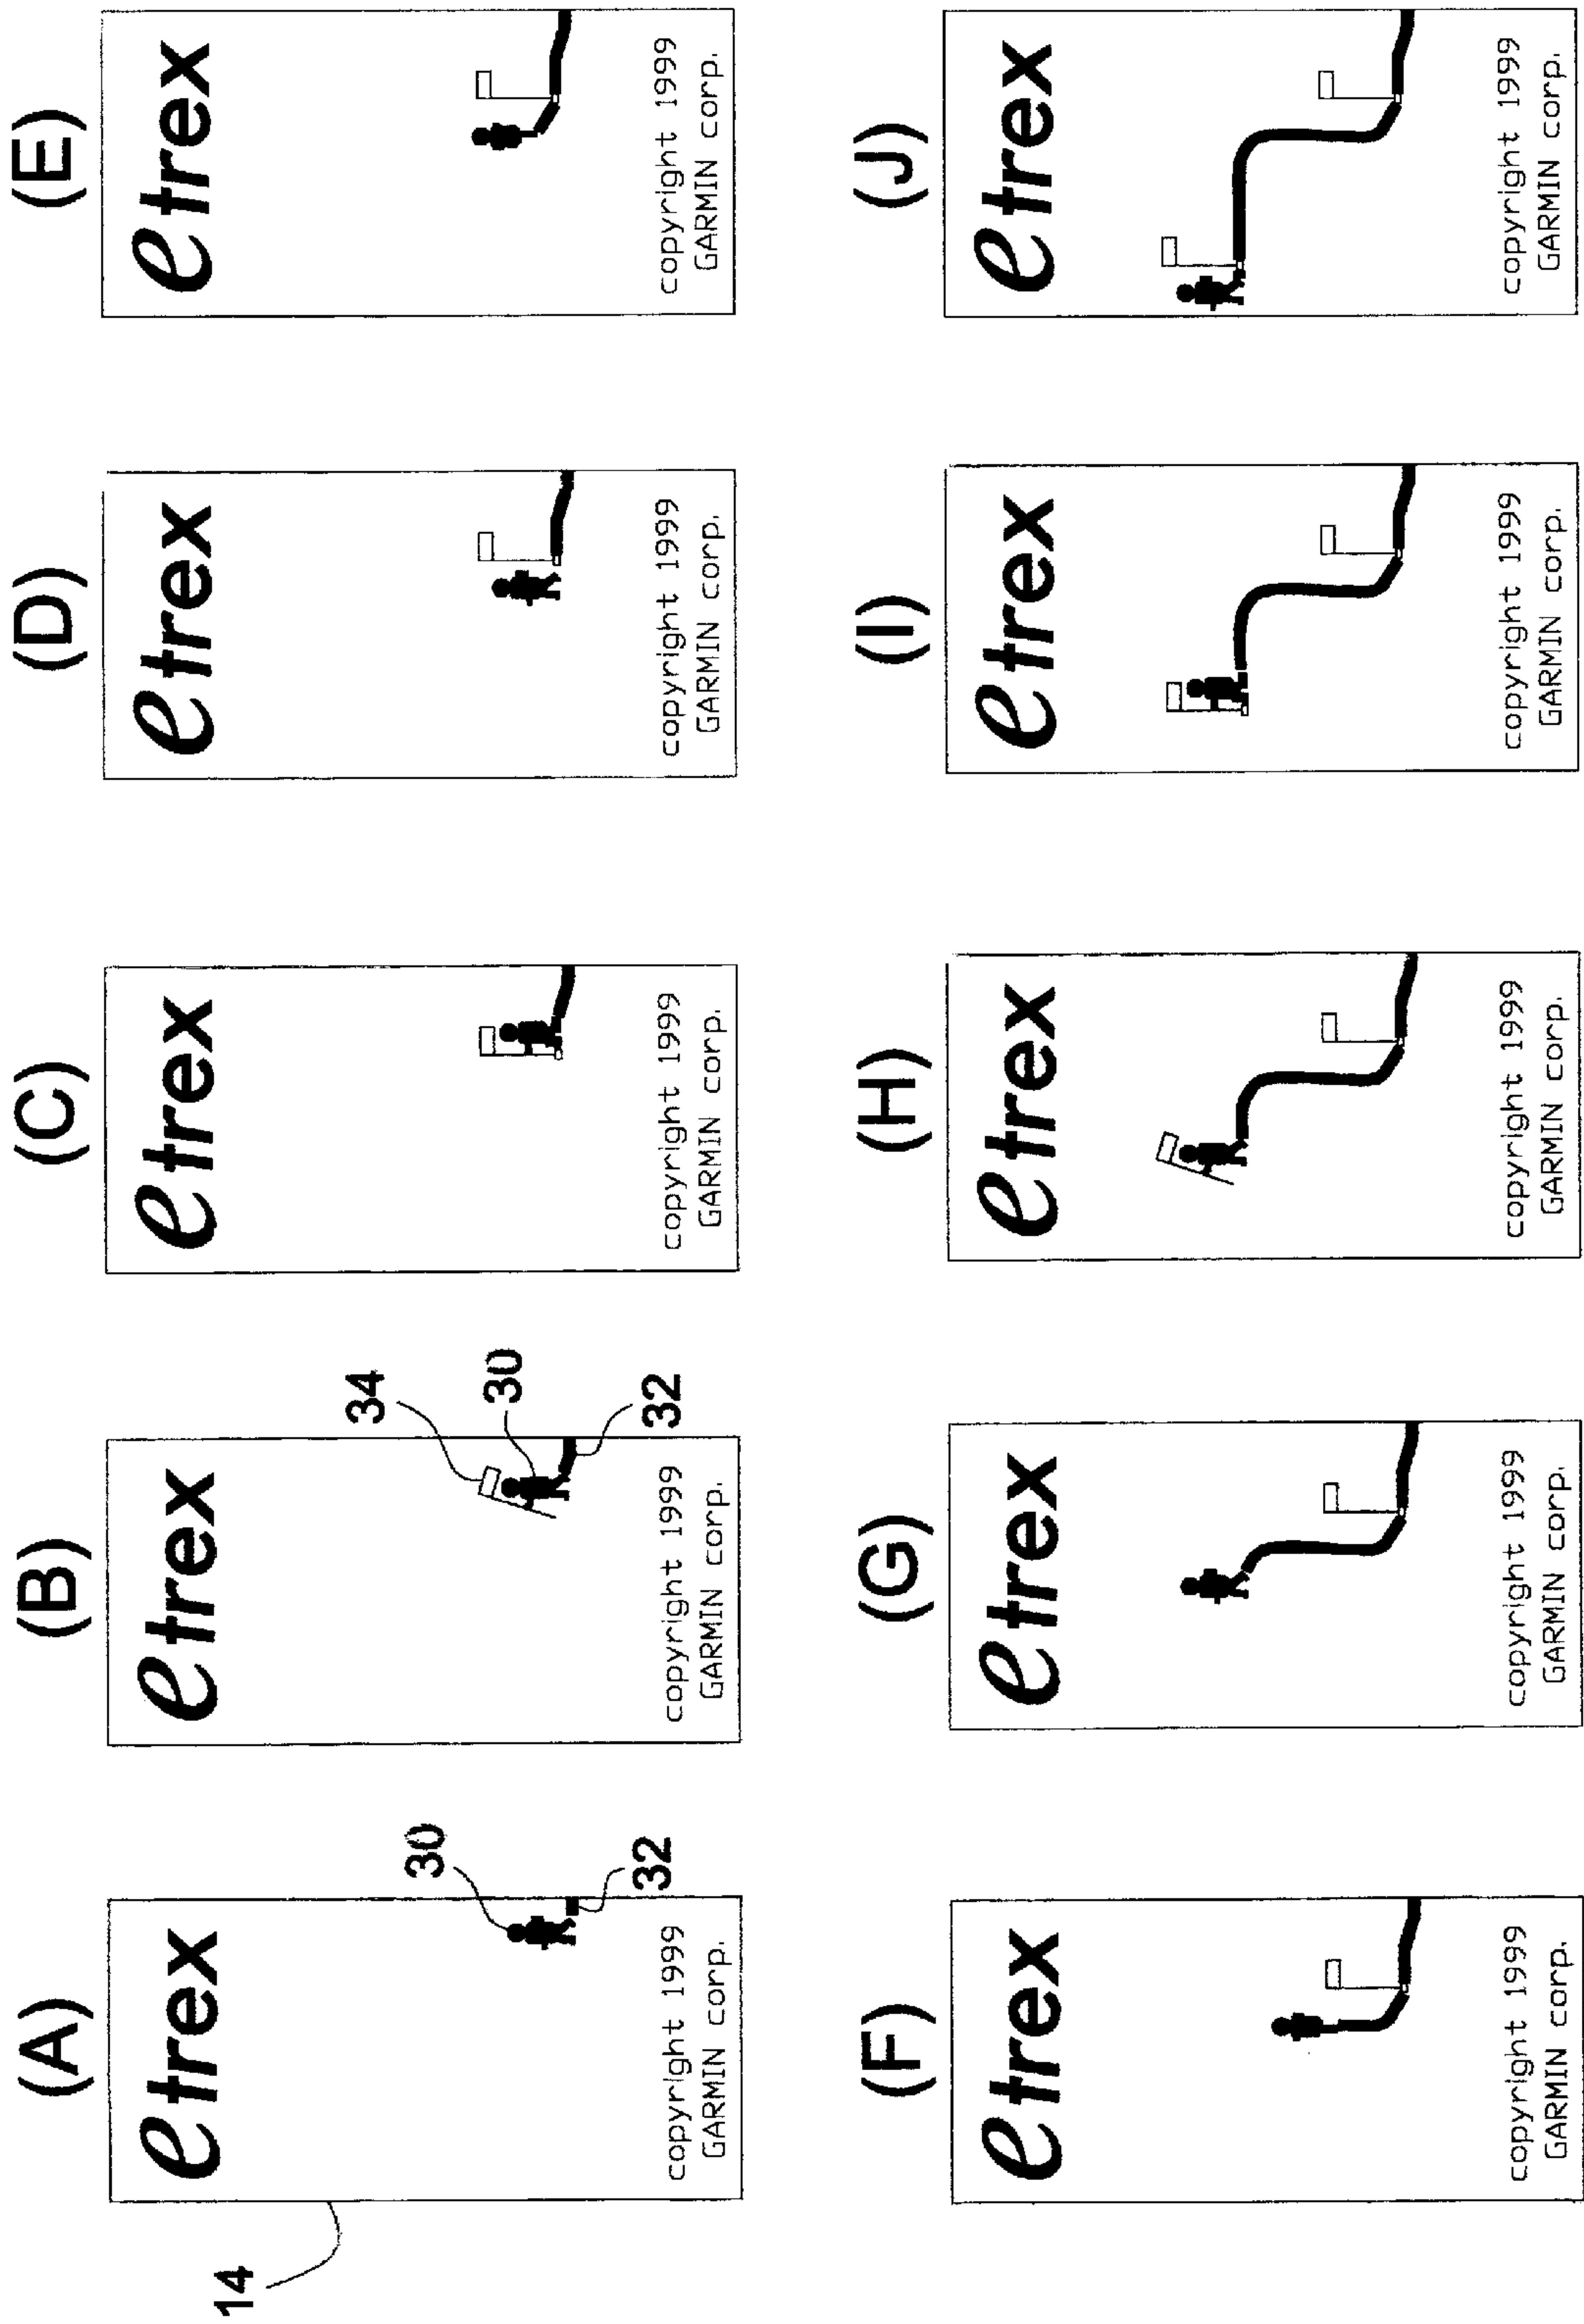 (A)
etrex
30
32
copyright 1999
GARMIN corp.
14
(B)
etrex
34
30
32
copyright 1999
GARMIN corp.
(C)
etrex
copyright 1999
GARMIN corp.
(D)
etrex
copyright 1999
GARMIN corp.
(E)
etrex
copyright 1999
GARMIN corp.
(F)
etrex
copyright 1999
GARMIN corp.
(G)
etrex
copyright 1999
GARMIN corp.
(H)
etrex
copyright 1999
GARMIN corp.
(I)
etrex
copyright 1999
GARMIN corp.
(J)
etrex
copyright 1999
GARMIN corp.